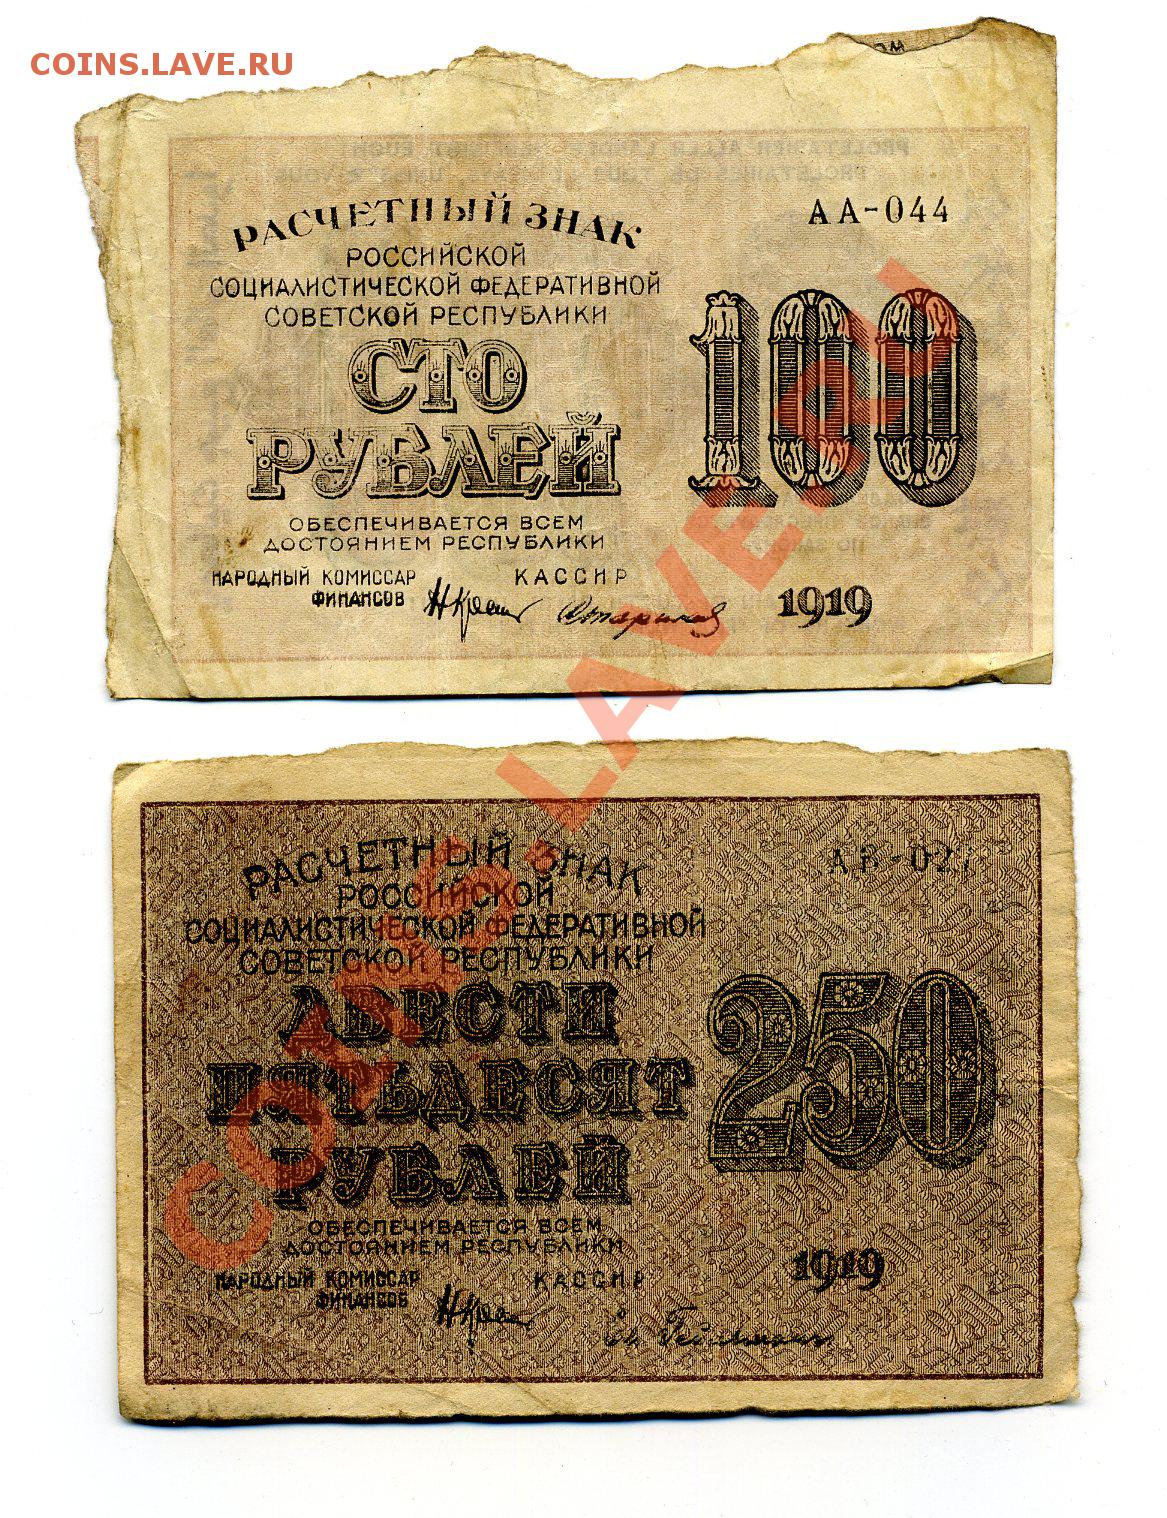 COINS.LAVE.RU
РАСЧЕТНЫЙ ЗНАК
РОССИЙСКОЙ
СОЦИАЛИСТИЧЕСКОЙ ФЕДЕРАТИВНОЙ
СОВЕТСКОЙ РЕСПУБЛИКИ
АА-044
СТО
РУБЛЕЙ
100
ОБЕСПЕЧИВАЕТСЯ ВСЕМ
ДОСТОЯНИЕМ РЕСПУБЛИКИ
НАРОДНЫЙ КОМИССАР
ФИНАНСОВ
КАССИР
1919
COINS.LAVE.RU
РАСЧЕТНЫЙ ЗНАК
РОССИЙСКОЙ
СОЦИАЛИСТИЧЕСКОЙ ФЕДЕРАТИВНОЙ
СОВЕТСКОЙ РЕСПУБЛИКИ
АВ-027
ДВЕСТИ
ПЯТЬДЕСЯТ
РУБЛЕЙ
250
ОБЕСПЕЧИВАЕТСЯ ВСЕМ
ДОСТОЯНИЕМ РЕСПУБЛИКИ
НАРОДНЫЙ КОМИССАР
ФИНАНСОВ
КАССИР
1919